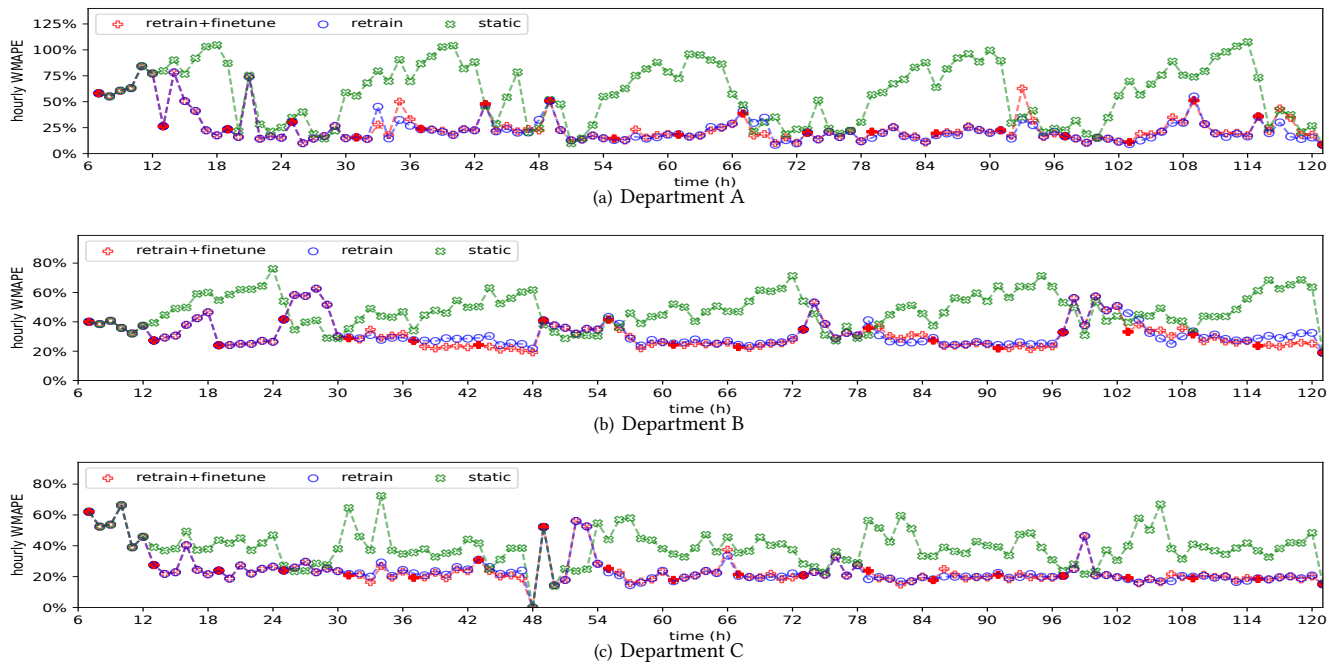 125%
100%
75%
50%
25%
0%
hourly WMAPE
retrain+finetune retrain static
6 12 18 24 30 36 42 48 54 60 66 72 78 84 90 96 102 108 114 120
time (h)
(a) Department A
80%
60%
40%
20%
0%
hourly WMAPE
retrain+finetune retrain static
6 12 18 24 30 36 42 48 54 60 66 72 78 84 90 96 102 108 114 120
time (h)
(b) Department B
80%
60%
40%
20%
0%
hourly WMAPE
retrain+finetune retrain static
6 12 18 24 30 36 42 48 54 60 66 72 78 84 90 96 102 108 114 120
time (h)
(c) Department C